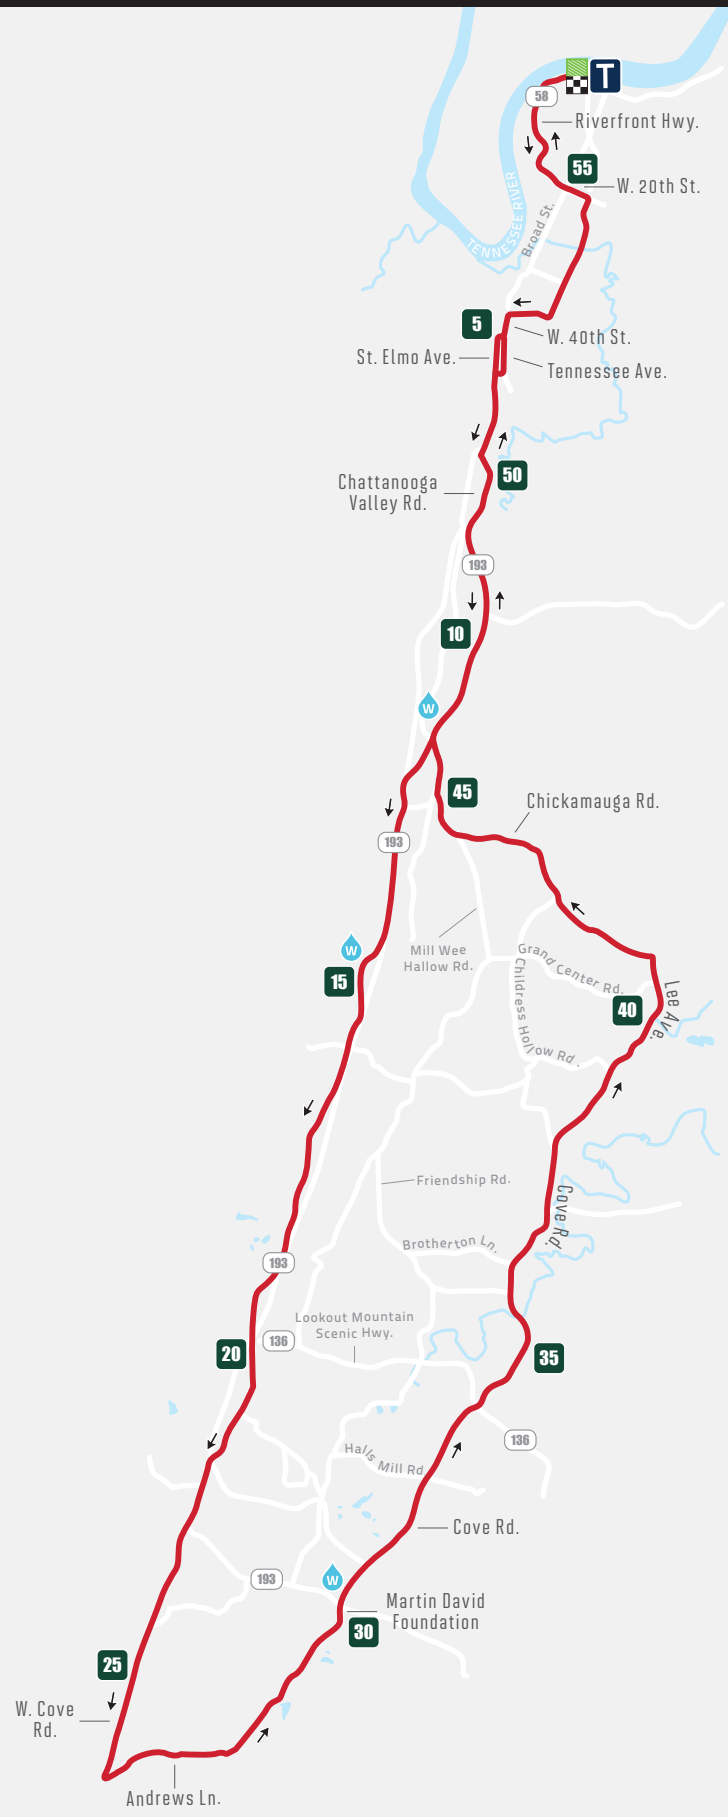 T
58
Riverfront Hwy.
55
W. 20th St.
TENNESSEE RIVER
Broad St.
5
W. 40th St.
St. Elmo Ave.
Tennessee Ave.
50
Chattanooga
Valley Rd.
193
10
W
45
Chickamauga Rd.
193
W
Mill Wee
Hallow Rd.
Grand Center Rd.
15
Childress Hollow Rd.
40
Lee Ave.
Friendship Rd.
Cove Rd.
Brotherton Ln.
193
Lookout Mountain
Scenic Hwy.
136
20
35
136
Halls Mill Rd
Cove Rd.
193
W
Martin David
Foundation
30
25
W. Cove
Rd.
Andrews Ln.